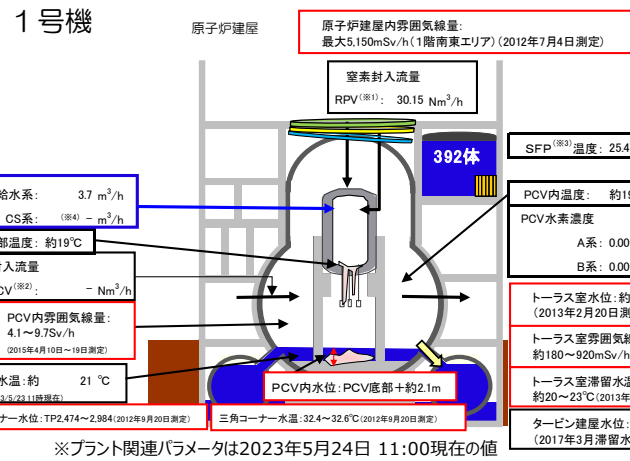 1号機
原子炉建屋
原子炉建屋内雰囲気線量:
最大5,150mSv/h(1階南東エリア)(2012年7月4日測定)
窒素封入流量
RPV(※1): 30.15 Nm³/h
392体
SFP(※3)温度: 25.4
給水系: 3.7 m³/h
CS系: (※4) － m³/h
PCV内温度: 約19
PCV水素濃度
A系: 0.00
B系: 0.00
部温度: 約19℃
入流量
CV(※2): － Nm³/h
PCV内雰囲気線量:
4.1～9.7Sv/h
(2015年4月10日～19日測定)
トーラス室水位:約
(2013年2月20日測
トーラス室雰囲気線
約180～920mSv/h
トーラス室滞留水温
約20～23℃(2013年
水温:約 21 ℃
3/5/23 11時現在)
PCV内水位:PCV底部＋約2.1m
ナー水位:TP2,474～2,984(2012年9月20日測定)
三角コーナー水温:32.4～32.6℃(2012年9月20日測定)
タービン建屋水位:
(2017年3月滞留水
※プラント関連パラメータは2023年5月24日 11:00現在の値